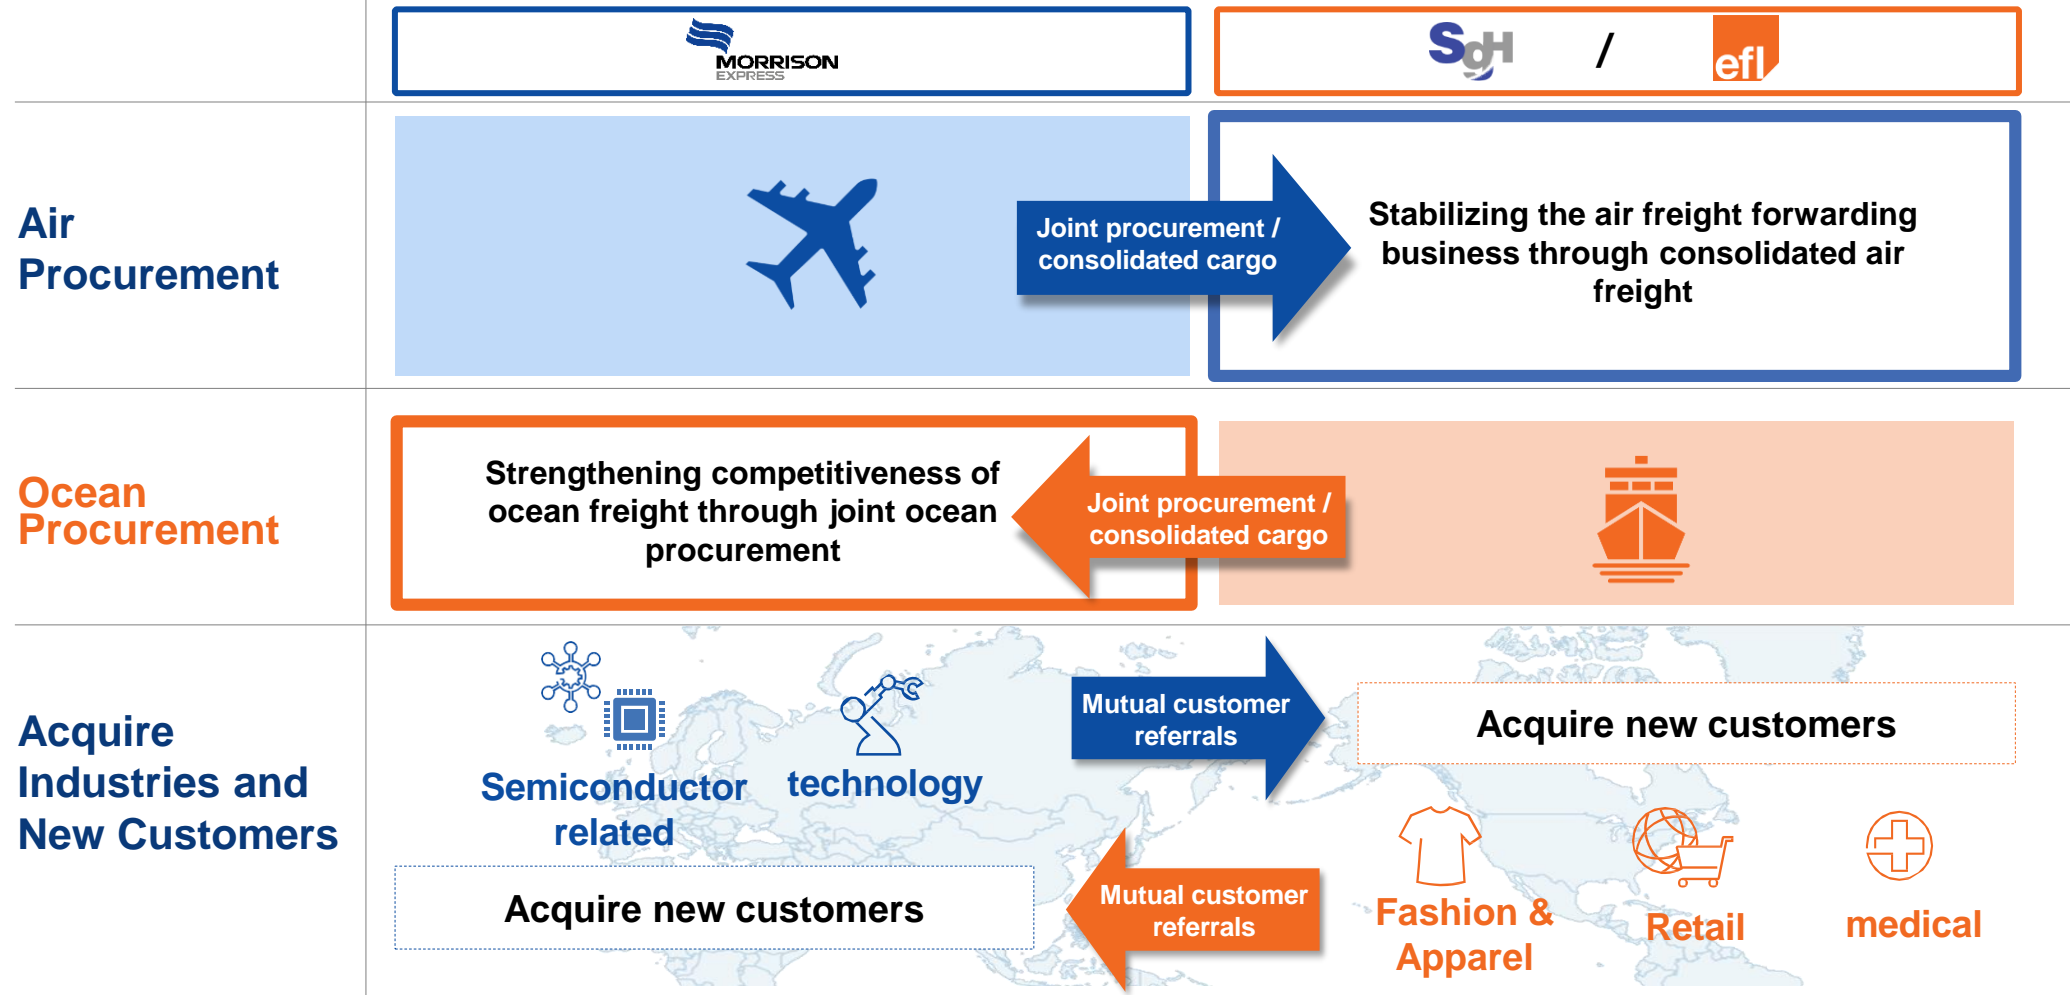 MORRISON
EXPRESS
SgH
/
efl
Air
Procurement
Joint procurement /
consolidated cargo
Stabilizing the air freight forwarding
business through consolidated air
freight
Ocean
Procurement
Strengthening competitiveness of
ocean freight through joint ocean
procurement
Joint procurement /
consolidated cargo
Acquire
Industries and
New Customers
Semiconductor
related
technology
Mutual customer
referrals
Acquire new customers
Acquire new customers
Mutual customer
referrals
Fashion &
Apparel
Retail
medical